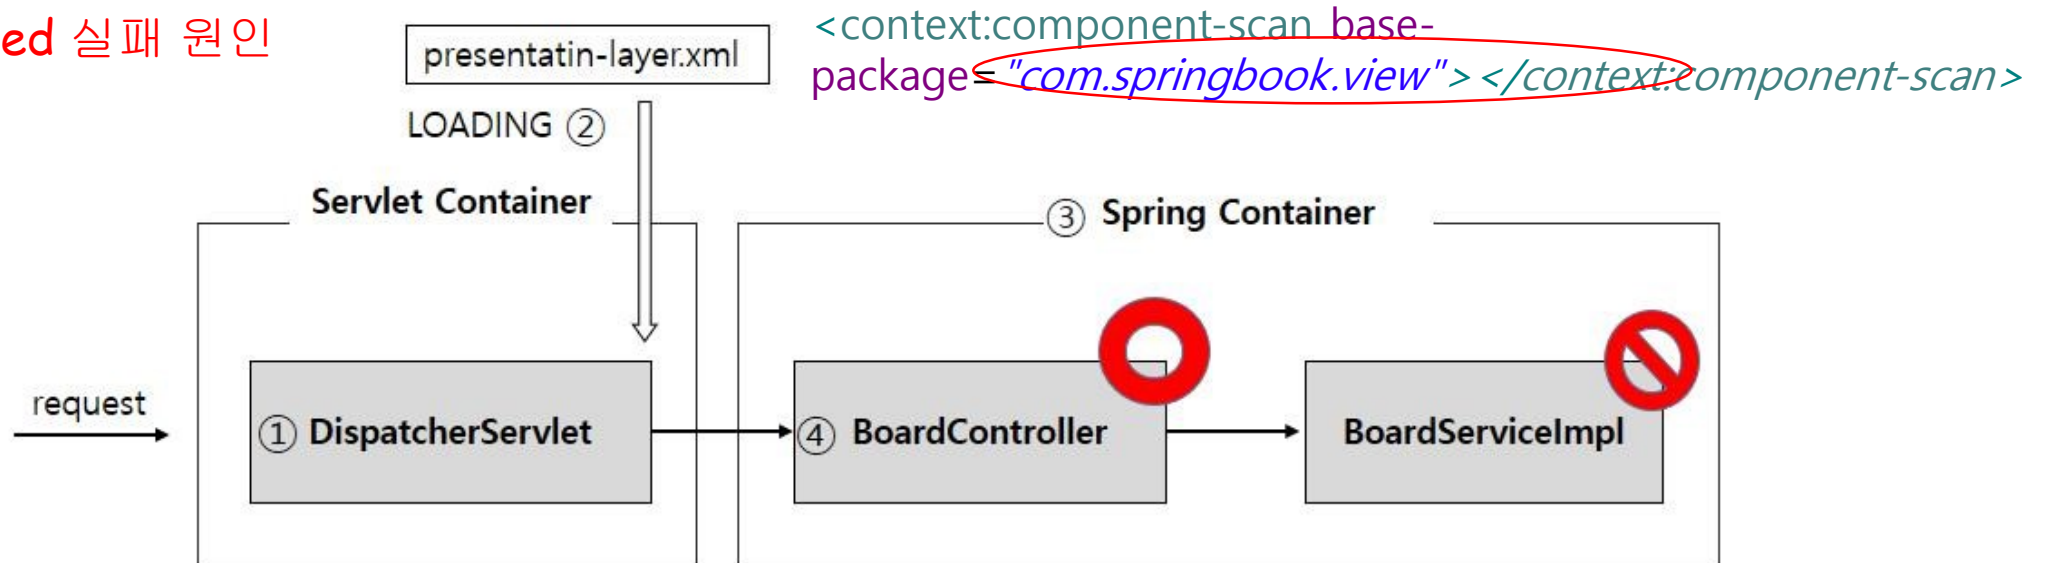 ed 실패 원인
presentatin-layer.xml
<context:component-scan base-
package="com.springbook.view"></context:component-scan>
LOADING ②
Servlet Container
③ Spring Container
request
① DispatcherServlet
④ BoardController
BoardServiceImpl